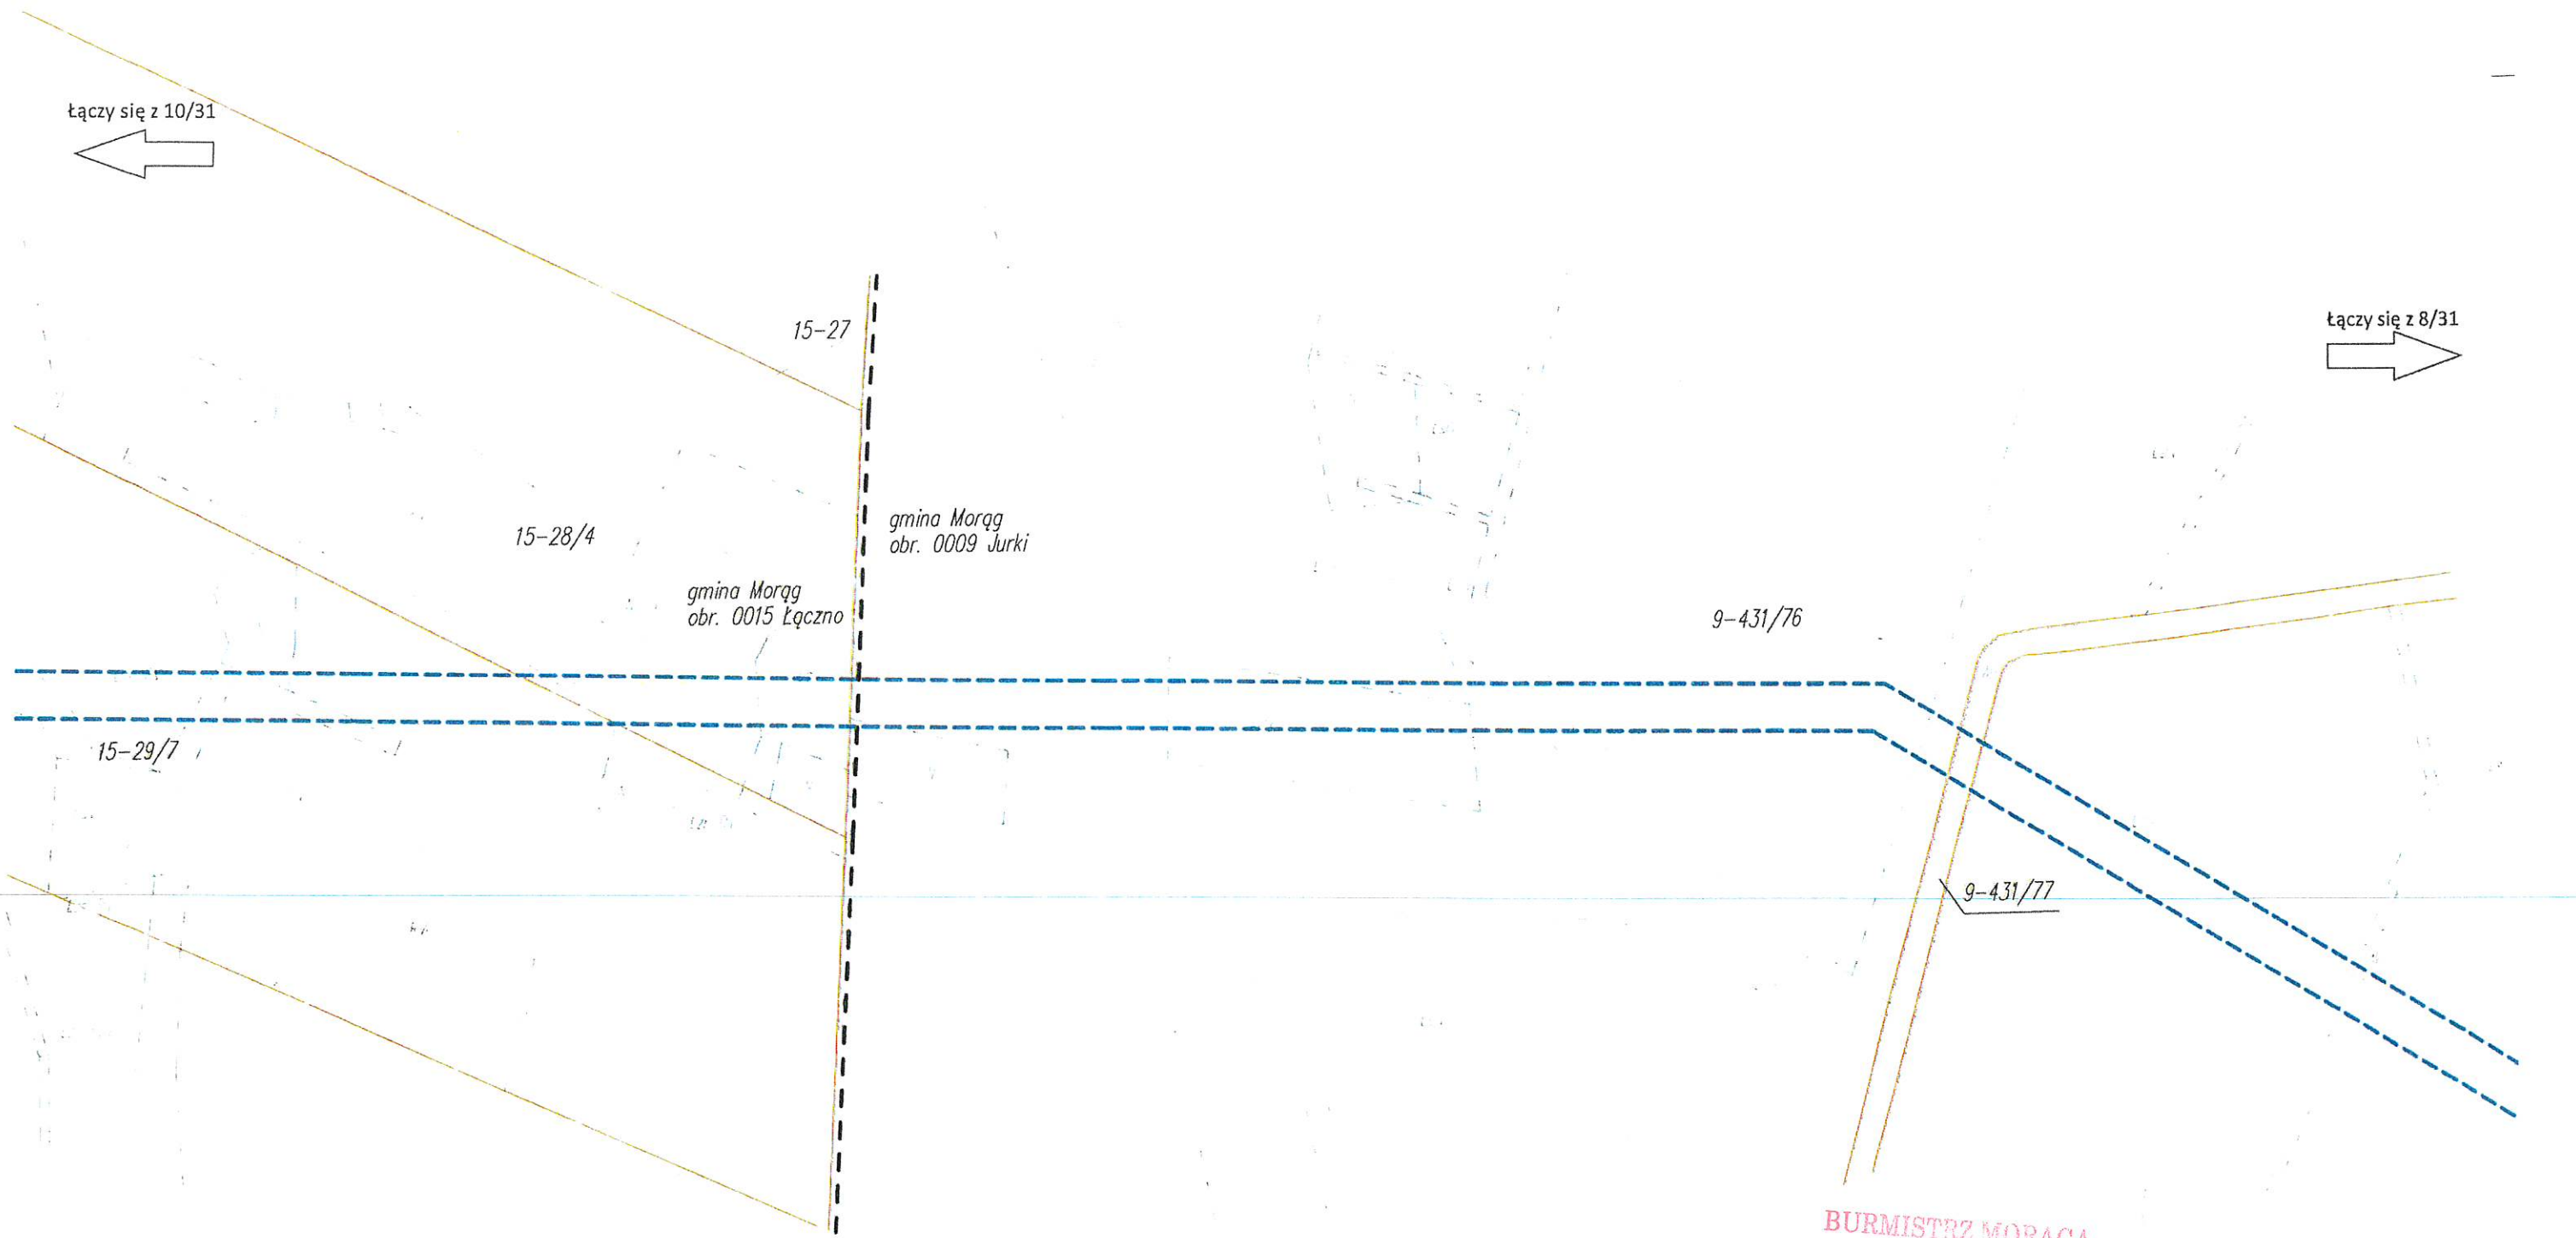 Łączy się z 10/31
Łączy się z 8/31
15-27
gmina Morąg
obr. 0009 Jurki
15-28/4
gmina Morąg
obr. 0015 Łączno
9-431/76
15-29/7
9-431/77
BURMISTRZ MORĄGA